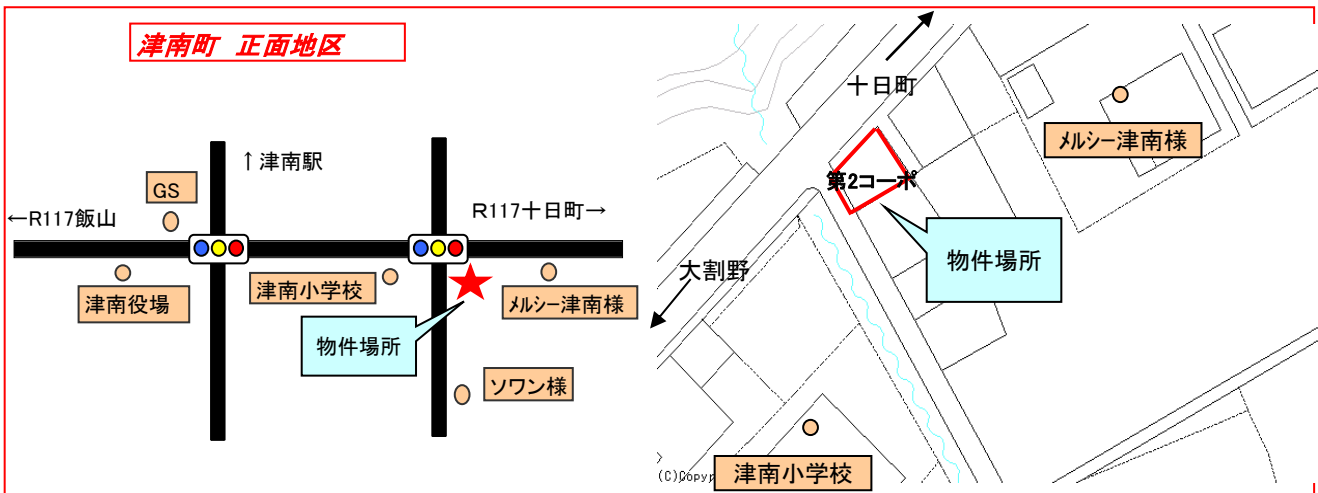 津南町 正面地区
↑津南駅
GS
←R117飯山
R117十日町→
津南役場
津南小学校
メルシー津南様
物件場所
ソワン様
十日町
メルシー津南様
第2コーポ
物件場所
大割野
津南小学校